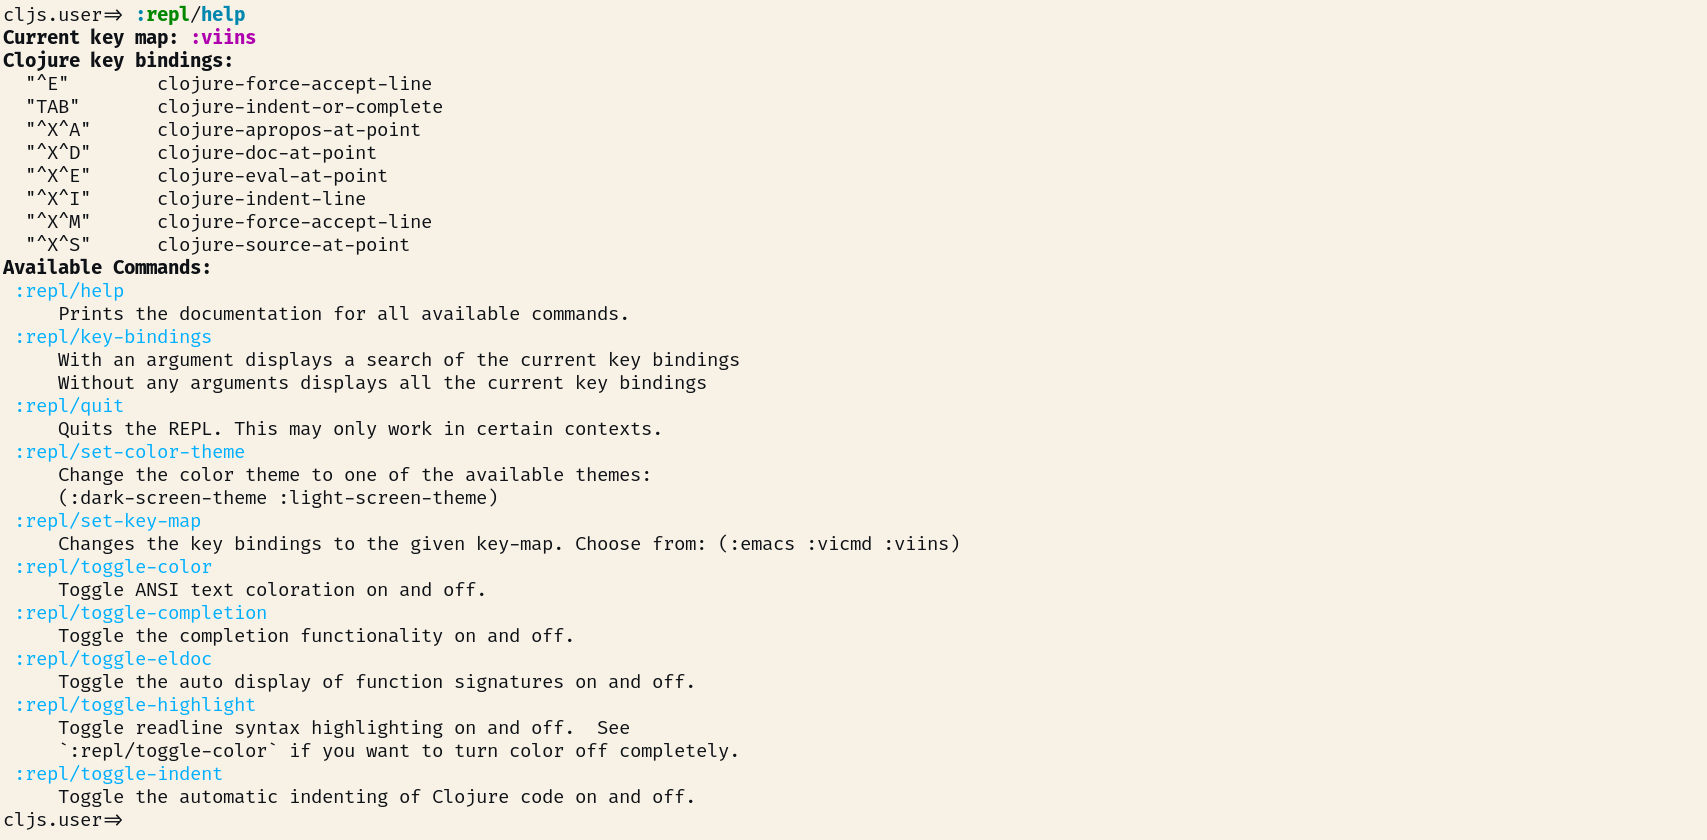 cljs.user=> :repl/help
Current key map: :viins
Clojure key bindings:
  "^E"        clojure-force-accept-line
  "TAB"       clojure-indent-or-complete
  "^X^A"      clojure-apropos-at-point
  "^X^D"      clojure-doc-at-point
  "^X^E"      clojure-eval-at-point
  "^X^I"      clojure-indent-line
  "^X^M"      clojure-force-accept-line
  "^X^S"      clojure-source-at-point
Available Commands:
 :repl/help
     Prints the documentation for all available commands.
 :repl/key-bindings
     With an argument displays a search of the current key bindings
     Without any arguments displays all the current key bindings
 :repl/quit
     Quits the REPL. This may only work in certain contexts.
 :repl/set-color-theme
     Change the color theme to one of the available themes:
     (:dark-screen-theme :light-screen-theme)
 :repl/set-key-map
     Changes the key bindings to the given key-map. Choose from: (:emacs :vicmd :viins)
 :repl/toggle-color
     Toggle ANSI text coloration on and off.
 :repl/toggle-completion
     Toggle the completion functionality on and off.
 :repl/toggle-eldoc
     Toggle the auto display of function signatures on and off.
 :repl/toggle-highlight
     Toggle readline syntax highlighting on and off.  See
     `:repl/toggle-color` if you want to turn color off completely.
 :repl/toggle-indent
     Toggle the automatic indenting of Clojure code on and off.
cljs.user=>